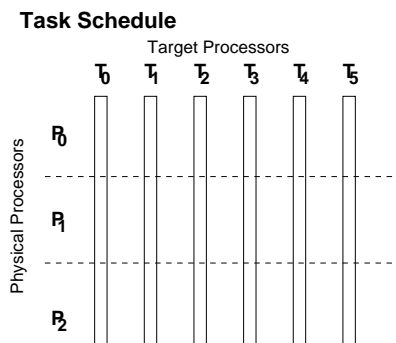 Task Schedule
Target Processors
T0 T1 T2 T3 T4 T5
Physical Processors
P0
P1
P2